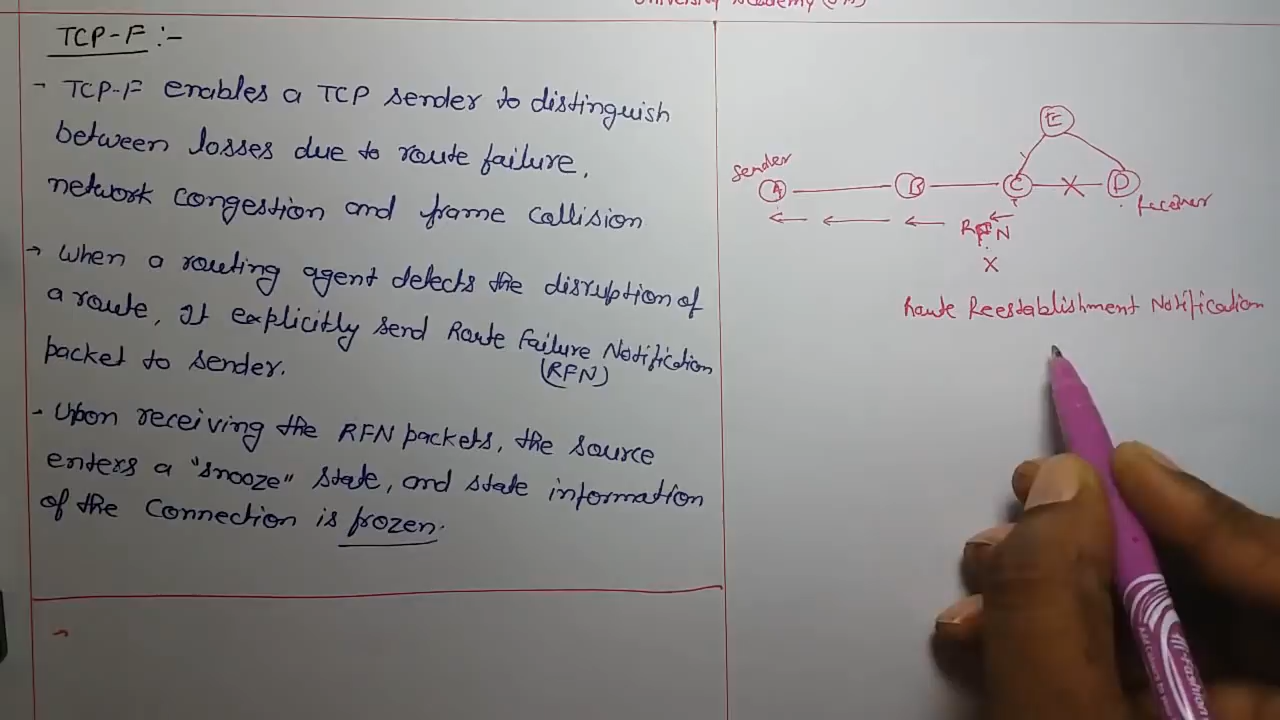 University Academy
TCP-F :-
- TCP-F enables a TCP sender to distinguish
between losses due to route failure,
network congestion and frame collision
→ When a routing agent detects the disruption of
a route, It explicitly send Route Failure Notification
(RFN)
packet to sender.
- Upon receiving the RFN packets, the source
enters a "snooze" state, and state information
of the connection is frozen.
E
sender
A
B
C
X
D
receiver
X
Route Reestablishment Notification